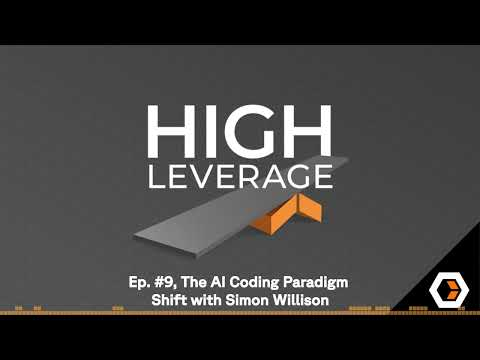 HIGH
LEVERAGE
Ep. #9, The AI Coding Paradigm
Shift with Simon Willison